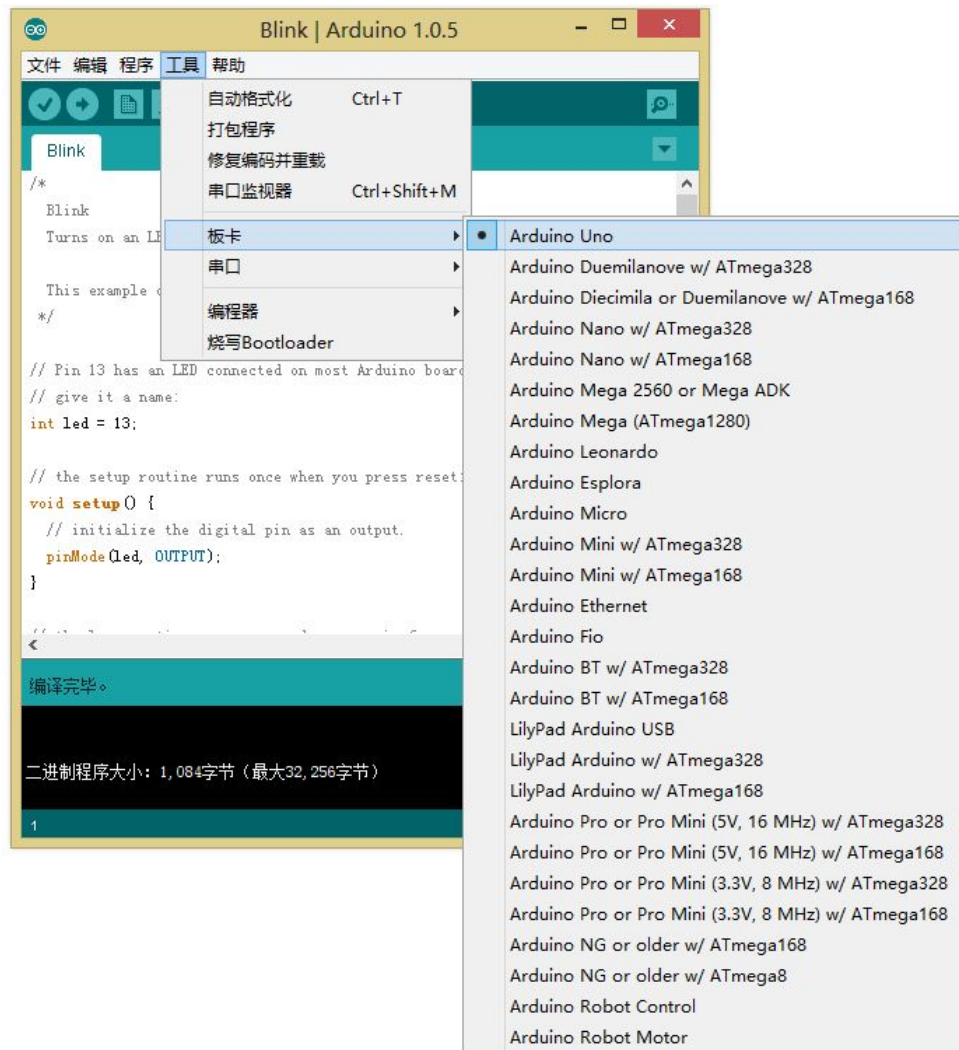 Blink | Arduino 1.0.5
文件 编辑 程序 工具 帮助
自动格式化 Ctrl+T
打包程序
修复编码并重载
串口监视器 Ctrl+Shift+M
板卡
串口
编程器
烧写Bootloader
Arduino Uno
Arduino Duemilanove w/ ATmega328
Arduino Diecimila or Duemilanove w/ ATmega168
Arduino Nano w/ ATmega328
Arduino Nano w/ ATmega168
Arduino Mega 2560 or Mega ADK
Arduino Mega (ATmega1280)
Arduino Leonardo
Arduino Esplora
Arduino Micro
Arduino Mini w/ ATmega328
Arduino Mini w/ ATmega168
Arduino Ethernet
Arduino Fio
Arduino BT w/ ATmega328
Arduino BT w/ ATmega168
LilyPad Arduino USB
LilyPad Arduino w/ ATmega328
LilyPad Arduino w/ ATmega168
Arduino Pro or Pro Mini (5V, 16 MHz) w/ ATmega328
Arduino Pro or Pro Mini (5V, 16 MHz) w/ ATmega168
Arduino Pro or Pro Mini (3.3V, 8 MHz) w/ ATmega328
Arduino Pro or Pro Mini (3.3V, 8 MHz) w/ ATmega168
Arduino NG or older w/ ATmega168
Arduino NG or older w/ ATmega8
Arduino Robot Control
Arduino Robot Motor
Blink
/*
Blink
Turns on an
This example
*/
// Pin 13 has an LED connected on most Arduino
// give it a name:
int led = 13;
// the setup routine runs once when you press reset:
void setup() {
// initialize the digital pin as an output.
pinMode(led, OUTPUT);
}
编译完毕。
二进制程序大小：1,084字节（最大32,256字节）
1